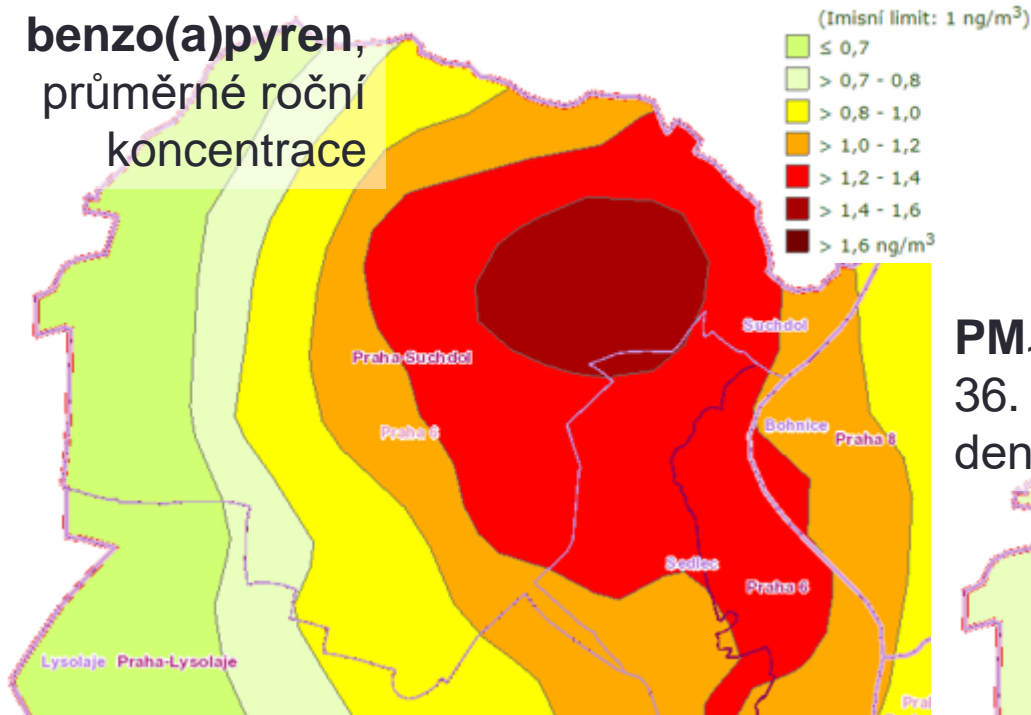 benzo(a)pyren,
průměrné roční
koncentrace
(Imisní limit: 1 ng/m³)
≤ 0,7
> 0,7 - 0,8
> 0,8 - 1,0
> 1,0 - 1,2
> 1,2 - 1,4
> 1,4 - 1,6
> 1,6 ng/m³
Suchdol
Praha-Suchdol
Praha 6
Bohnice
Praha 8
Sedlec
Praha 6
Lysolaje Praha-Lysolaje
PM
36.
den